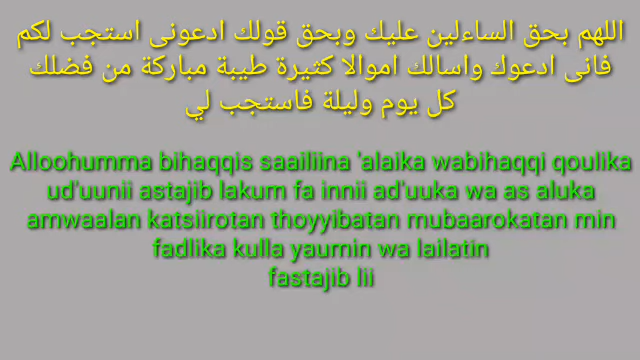 اللهم بحق الساءلين عليك وبحق قولك ادعونى استجب لكم
فانى ادعوك واسالك اموالا كثيرة طيبة مباركة من فضلك
كل يوم وليلة فاستجب لي
Alloohumma bihaqqis saailiina 'alaika wabihaqqi qoulika
ud'uunii astajib lakum fa innii ad'uuka wa as aluka
amwaalan katsiirotan thoyyIbatan mubaarokatan min
fadlika kulla yaumin wa lailatin
fastajib lii